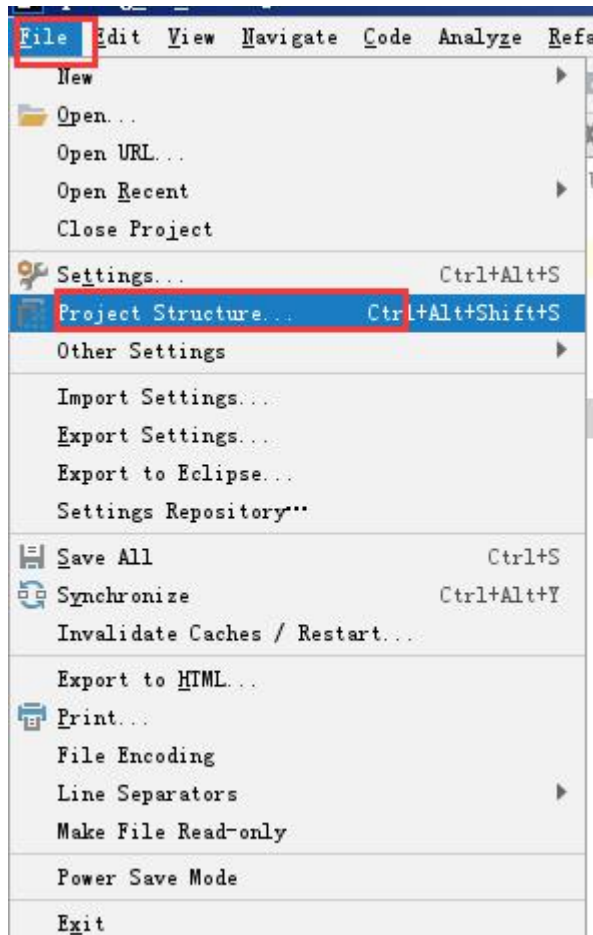 File Edit View Navigate Code Analyze Refa
New
Open...
Open URL...
Open Recent
Close Project
Settings... Ctrl+Alt+S
Project Structure... Ctrl+Alt+Shift+S
Other Settings
Import Settings...
Export Settings...
Export to Eclipse...
Settings Repository...
Save All Ctrl+S
Synchronize Ctrl+Alt+Y
Invalidate Caches / Restart...
Export to HTML...
Print...
File Encoding
Line Separators
Make File Read-only
Power Save Mode
Exit